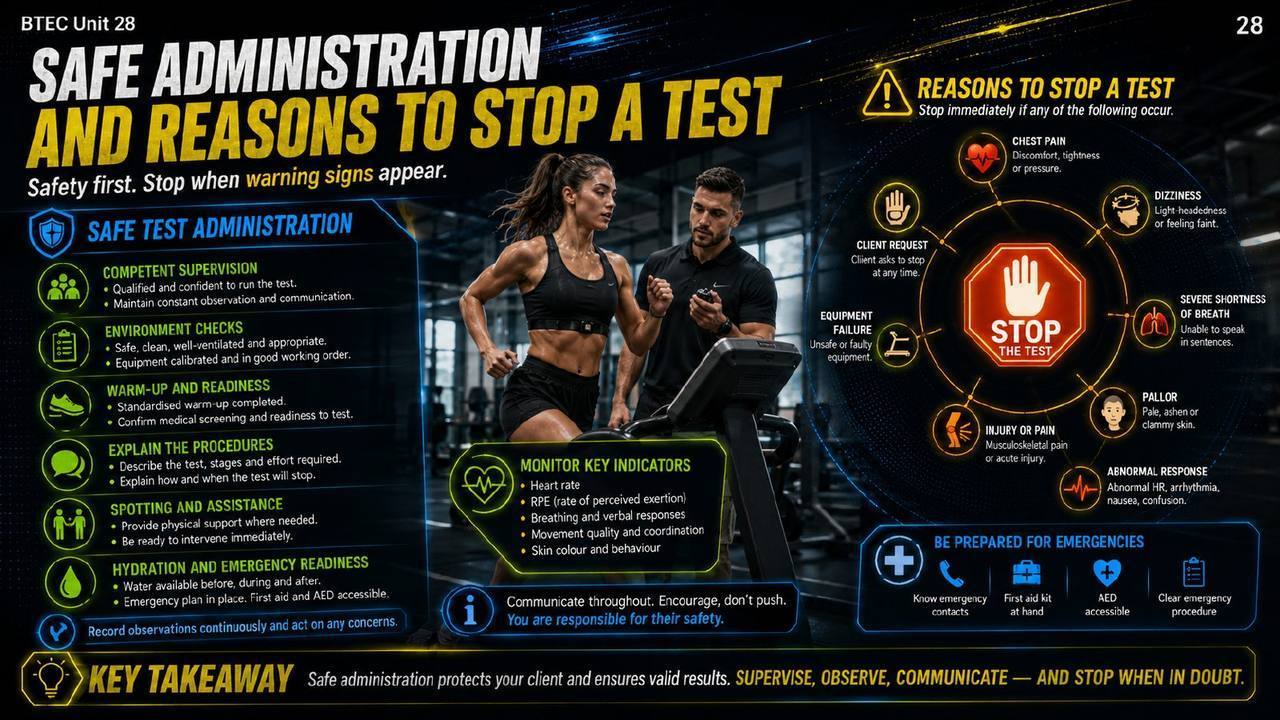 BTEC Unit 28
28
SAFE ADMINISTRATION
AND REASONS TO STOP A TEST
Safety first. Stop when warning signs appear.
SAFE TEST ADMINISTRATION
COMPETENT SUPERVISION
• Qualified and confident to run the test.
• Maintain constant observation and communication.
ENVIRONMENT CHECKS
• Safe, clean, well-ventilated and appropriate.
• Equipment calibrated and in good working order.
WARM-UP AND READINESS
• Standardised warm-up completed.
• Confirm medical screening and readiness to test.
EXPLAIN THE PROCEDURES
• Describe the test, stages and effort required.
• Explain how and when the test will stop.
SPOTTING AND ASSISTANCE
• Provide physical support where needed.
• Be ready to intervene immediately.
HYDRATION AND EMERGENCY READINESS
• Water available before, during and after.
• Emergency plan in place. First aid and AED accessible.
Record observations continuously and act on any concerns.
MONITOR KEY INDICATORS
• Heart rate
• RPE (rate of perceived exertion)
• Breathing and verbal responses
• Movement quality and coordination
• Skin colour and behaviour
Communicate throughout. Encourage, don't push.
You are responsible for their safety.
REASONS TO STOP A TEST
Stop immediately if any of the following occur.
CHEST PAIN
Discomfort, tightness
or pressure.
DIZZINESS
Light-headedness
or feeling faint.
SEVERE SHORTNESS
OF BREATH
Unable to speak
in sentences.
PALLOR
Pale, ashen or
clammy skin.
ABNORMAL RESPONSE
Abnormal HR, arrhythmia,
nausea, confusion.
INJURY OR PAIN
Musculoskeletal pain
or acute injury.
EQUIPMENT
FAILURE
Unsafe or faulty
equipment.
CLIENT REQUEST
Client asks to stop
at any time.
STOP
THE TEST
BE PREPARED FOR EMERGENCIES
Know emergency
contacts
First aid kit
at hand
AED
accessible
Clear emergency
procedure
KEY TAKEAWAY
Safe administration protects your client and ensures valid results. SUPERVISE, OBSERVE, COMMUNICATE — AND STOP WHEN IN DOUBT.